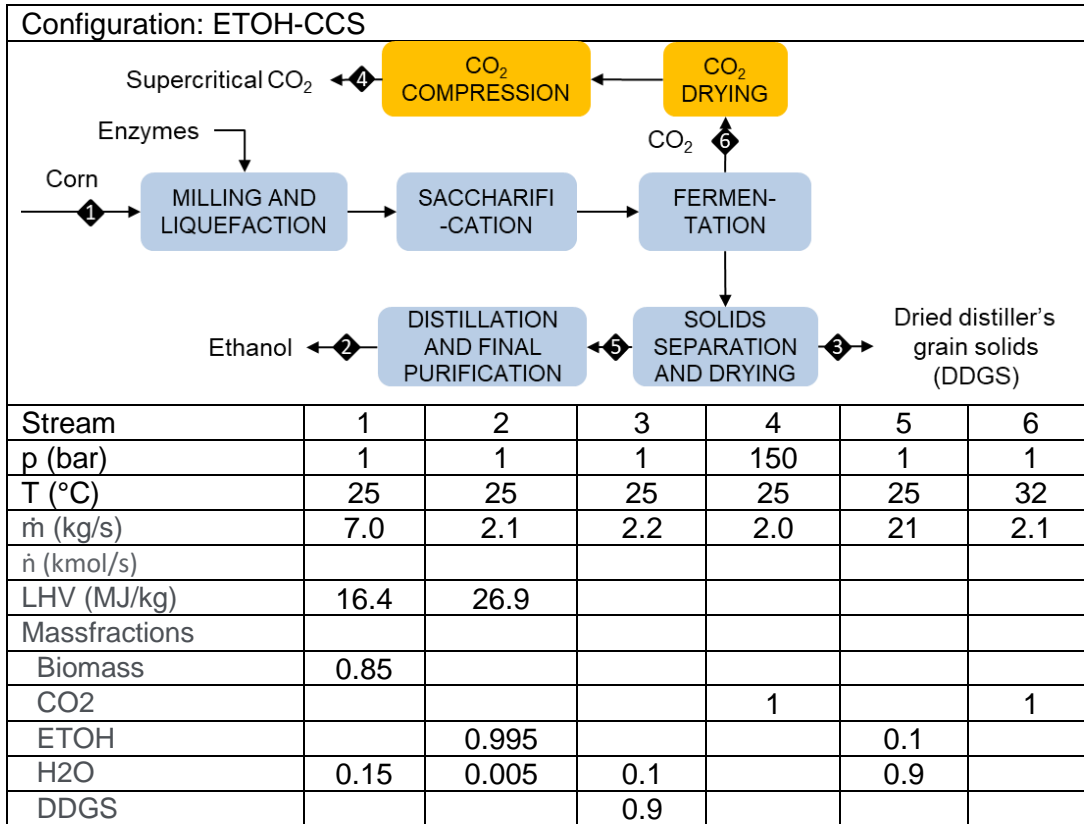 Configuration: ETOH-CCS
Supercritical CO₂
4
CO₂
COMPRESSION
CO₂
DRYING
Enzymes
CO₂
6
Corn
1
MILLING AND
LIQUEFACTION
SACCHARIFI
-CATION
FERMEN-
TATION
Ethanol
2
DISTILLATION
AND FINAL
PURIFICATION
5
SOLIDS
SEPARATION
AND DRYING
3
Dried distiller's
grain solids
(DDGS)
Stream 1 2 3 4 5 6
p (bar) 1 1 1 150 1 1
T (°C) 25 25 25 25 25 32
ṁ (kg/s) 7.0 2.1 2.2 2.0 21 2.1
ṅ (kmol/s)
LHV (MJ/kg) 16.4 26.9
Massfractions
Biomass 0.85
CO2 1 1
ETOH 0.995 0.1
H2O 0.15 0.005 0.1 0.9
DDGS 0.9